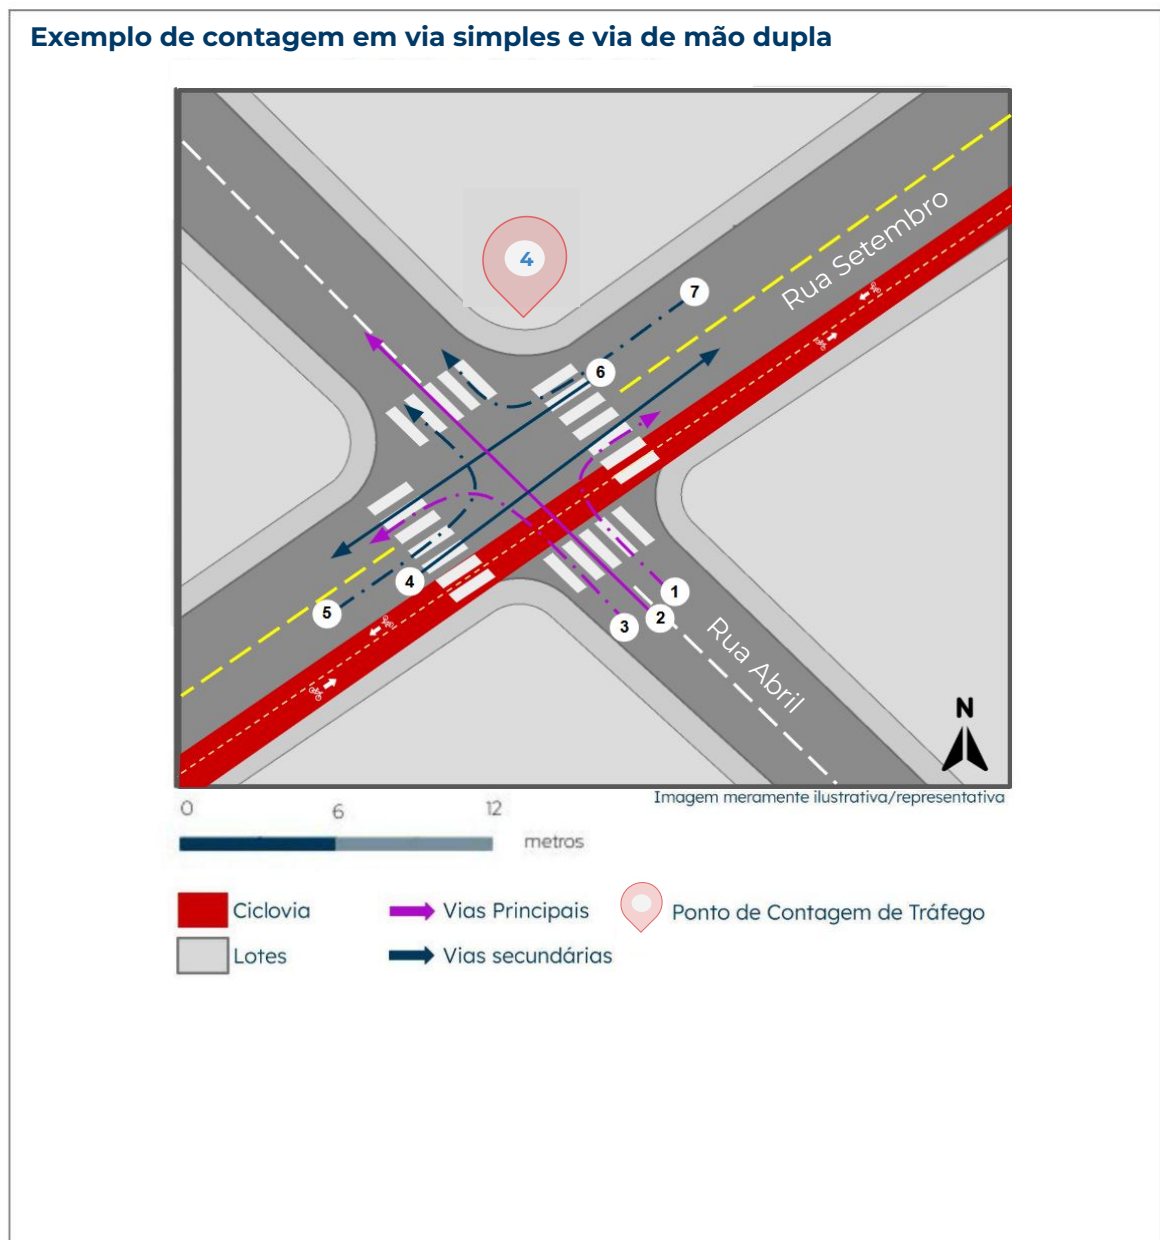 Exemplo de contagem em via simples e via de mão dupla
4
7
Rua Setembro
6
4
5
1
2
3
Rua Abril
N
Imagem meramente ilustrativa/representativa
0 6 12
metros
Ciclovia
Vias Principais
Ponto de Contagem de Tráfego
Lotes
Vias secundárias